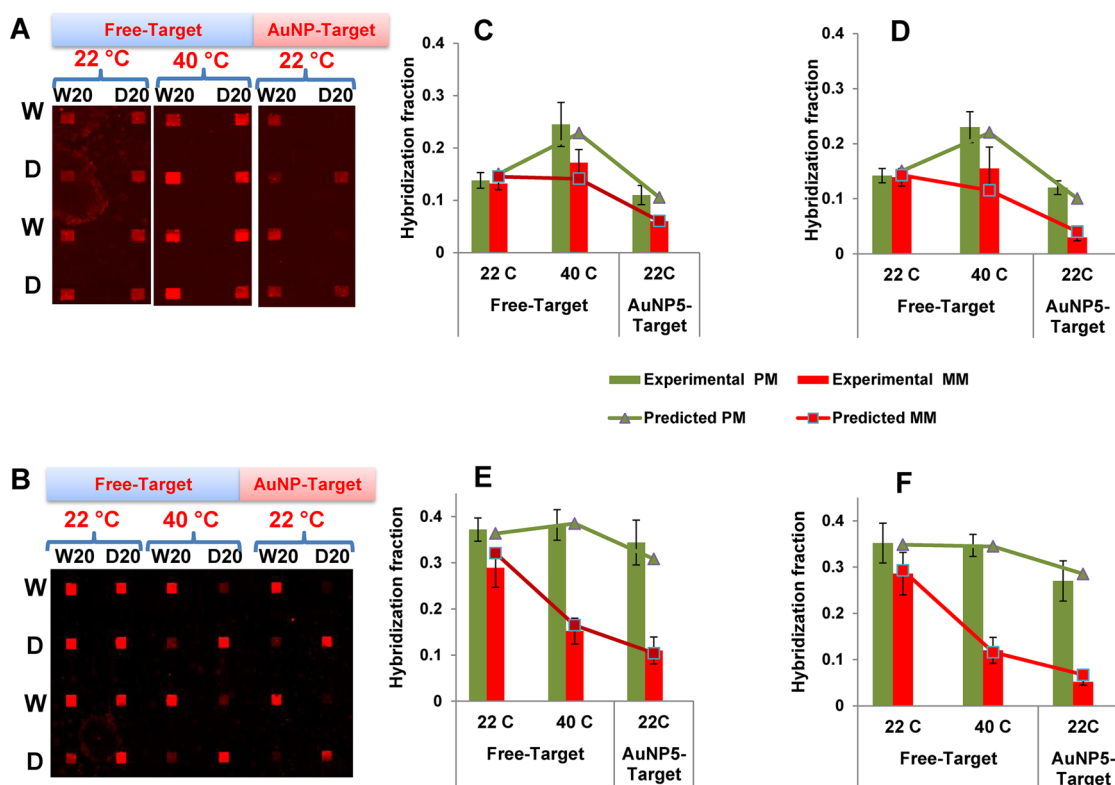 A
Free-Target AuNP-Target
22 °C 40 °C 22 °C
W20 D20 W20 D20 W20 D20
W
D
W
D
C
Hybridization fraction
0.4
0.3
0.2
0.1
0
22 C 40 C 22C
Free-Target AuNP5-
Target
D
Hybridization fraction
0.4
0.3
0.2
0.1
0
22 C 40 C 22C
Free-Target AuNP5-
Target
Experimental PM Experimental MM
Predicted PM Predicted MM
B
Free-Target AuNP-Target
22 °C 40 °C 22 °C
W20 D20 W20 D20 W20 D20
W
D
W
D
E
Hybridization fraction
0.4
0.3
0.2
0.1
0
22 C 40 C 22C
Free-Target AuNP5-
Target
F
Hybridization fraction
0.4
0.3
0.2
0.1
0
22 C 40 C 22C
Free-Target AuNP5-
Target